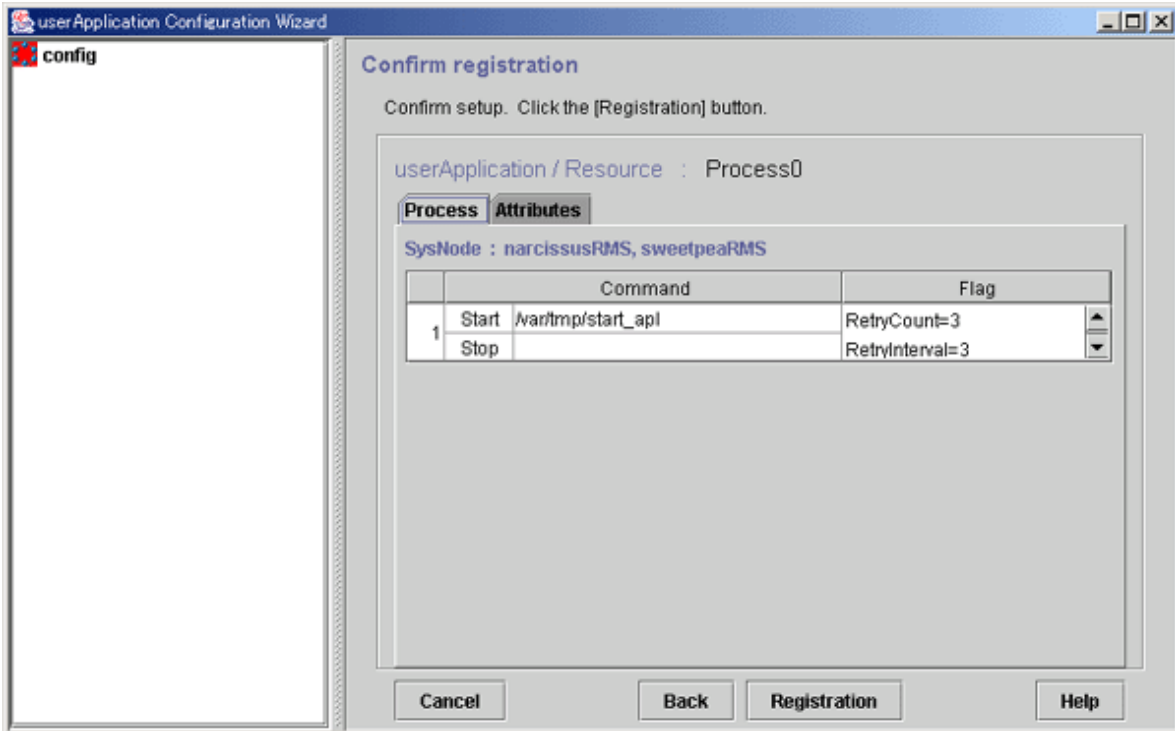 userApplication Configuration Wizard
config
Confirm registration
Confirm setup. Click the [Registration] button.
userApplication / Resource : Process0
Process Attributes
SysNode : narcissusRMS, sweetpeaRMS
Command Flag
1 Start /var/tmp/start_apl RetryCount=3
Stop RetryInterval=3
Cancel Back Registration Help